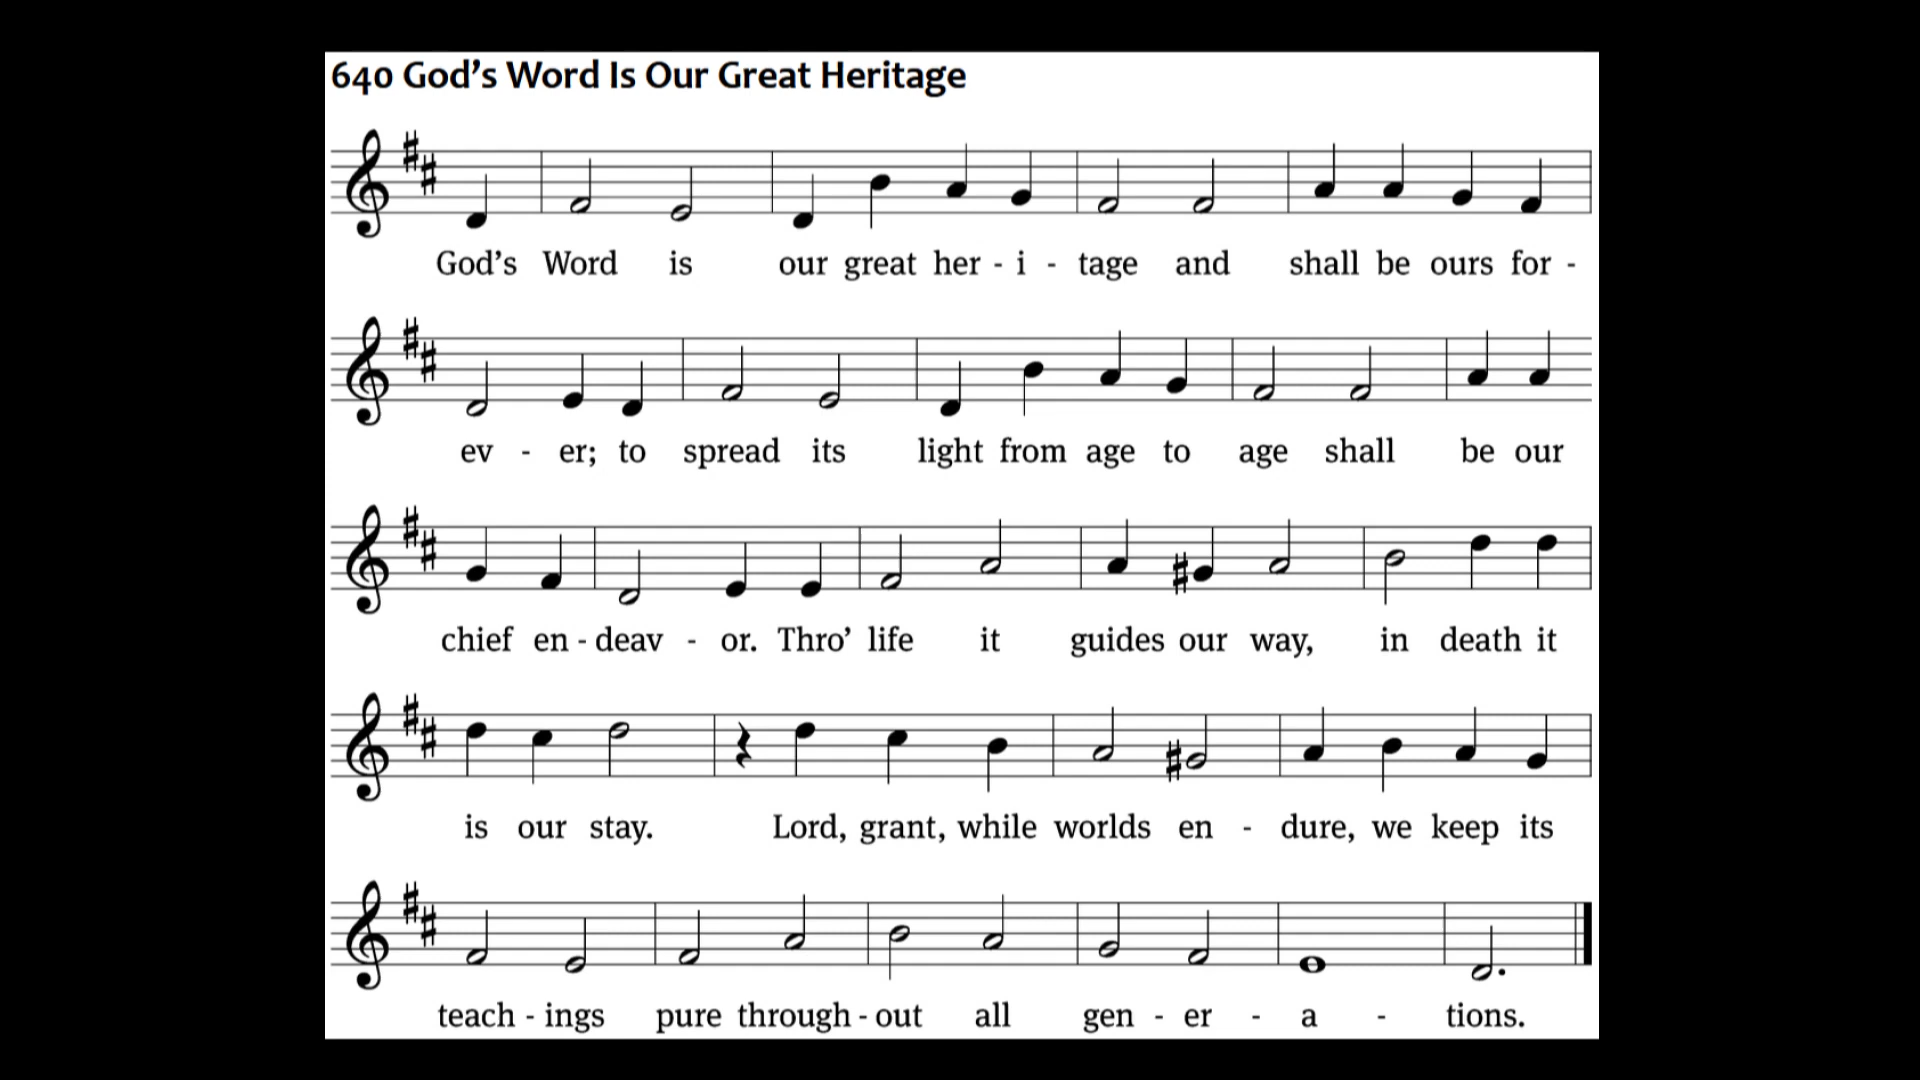 640 God's Word Is Our Great Heritage
God's Word is our great her - i - tage and shall be ours for -
ev - er; to spread its light from age to age shall be our
chief en - deav - or. Thro' life it guides our way, in death it
is our stay. Lord, grant, while worlds en - dure, we keep its
teach - ings pure through - out all gen - er - a - tions.